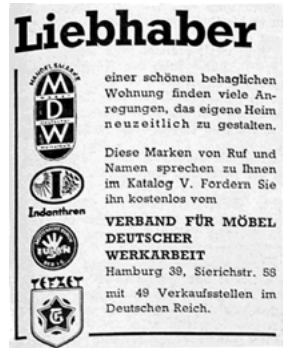 Liebhaber
einer schönen behaglichen
Wohnung finden viele An-
regungen, das eigene Heim
neuzeitlich zu gestalten.
MDW
Indanthren
Diese Marken von Ruf und
Namen sprechen zu Ihnen
im Katalog V. Fordern Sie
ihn kostenlos vom
VERBAND FÜR MÖBEL
DEUTSCHER
WERKARBEIT
Hamburg 39, Sierichstr. 58
mit 49 Verkaufsstellen im
Deutschen Reich.